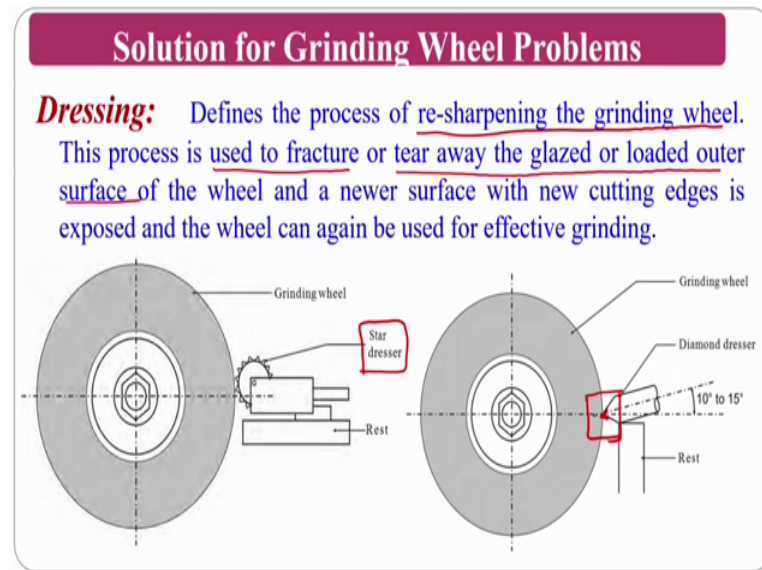 Solution for Grinding Wheel Problems
Dressing: Defines the process of re-sharpening the grinding wheel.
This process is used to fracture or tear away the glazed or loaded outer
surface of the wheel and a newer surface with new cutting edges is
exposed and the wheel can again be used for effective grinding.
Grinding wheel
Star
dresser
Rest
Grinding wheel
Diamond dresser
10° to 15°
Rest